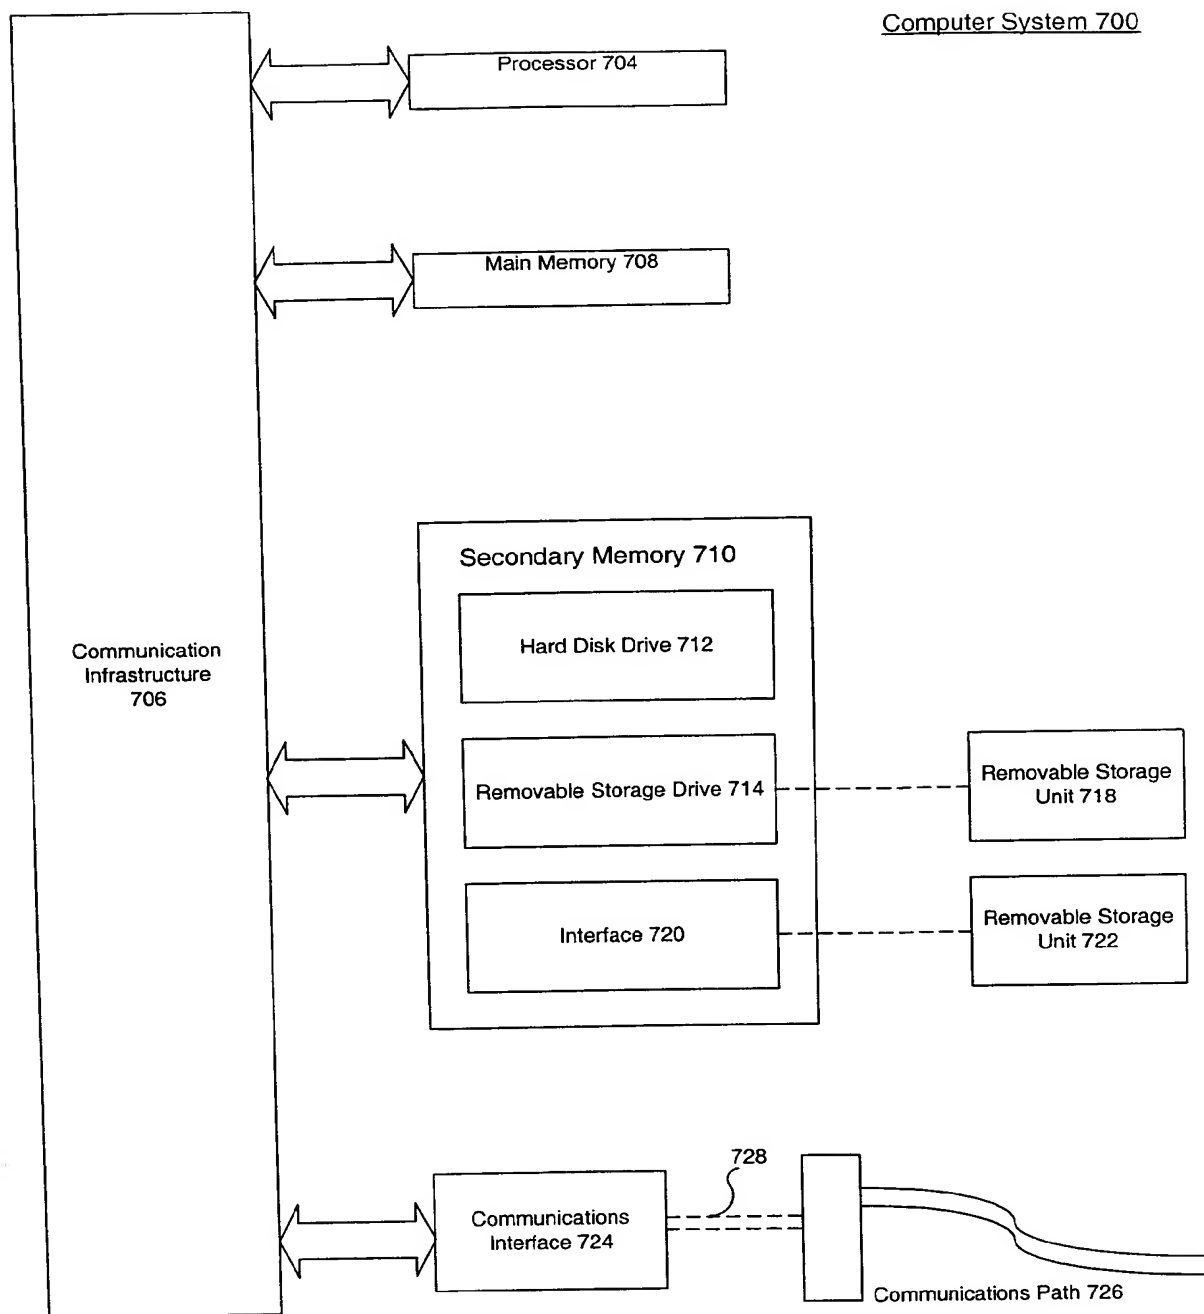 Computer System 700
Processor 704
Main Memory 708
Secondary Memory 710
Hard Disk Drive 712
Communication
Infrastructure
706
Removable Storage Drive 714
Removable Storage
Unit 718
Interface 720
Removable Storage
Unit 722
728
Communications
Interface 724
Communications Path 726